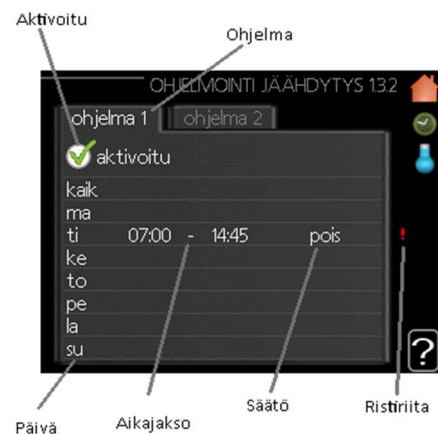 Aktivoitu
Ohjelma
OHJELMOINTI JÄÄHDYTYS 1.3.2
ohjelma 1 ohjelma 2
aktivoitu
kaik
ma
ti 07:00 - 14:45 pois !
ke
to
pe
la
su
?
Päivä Aikajakso Säätö Ristiriita